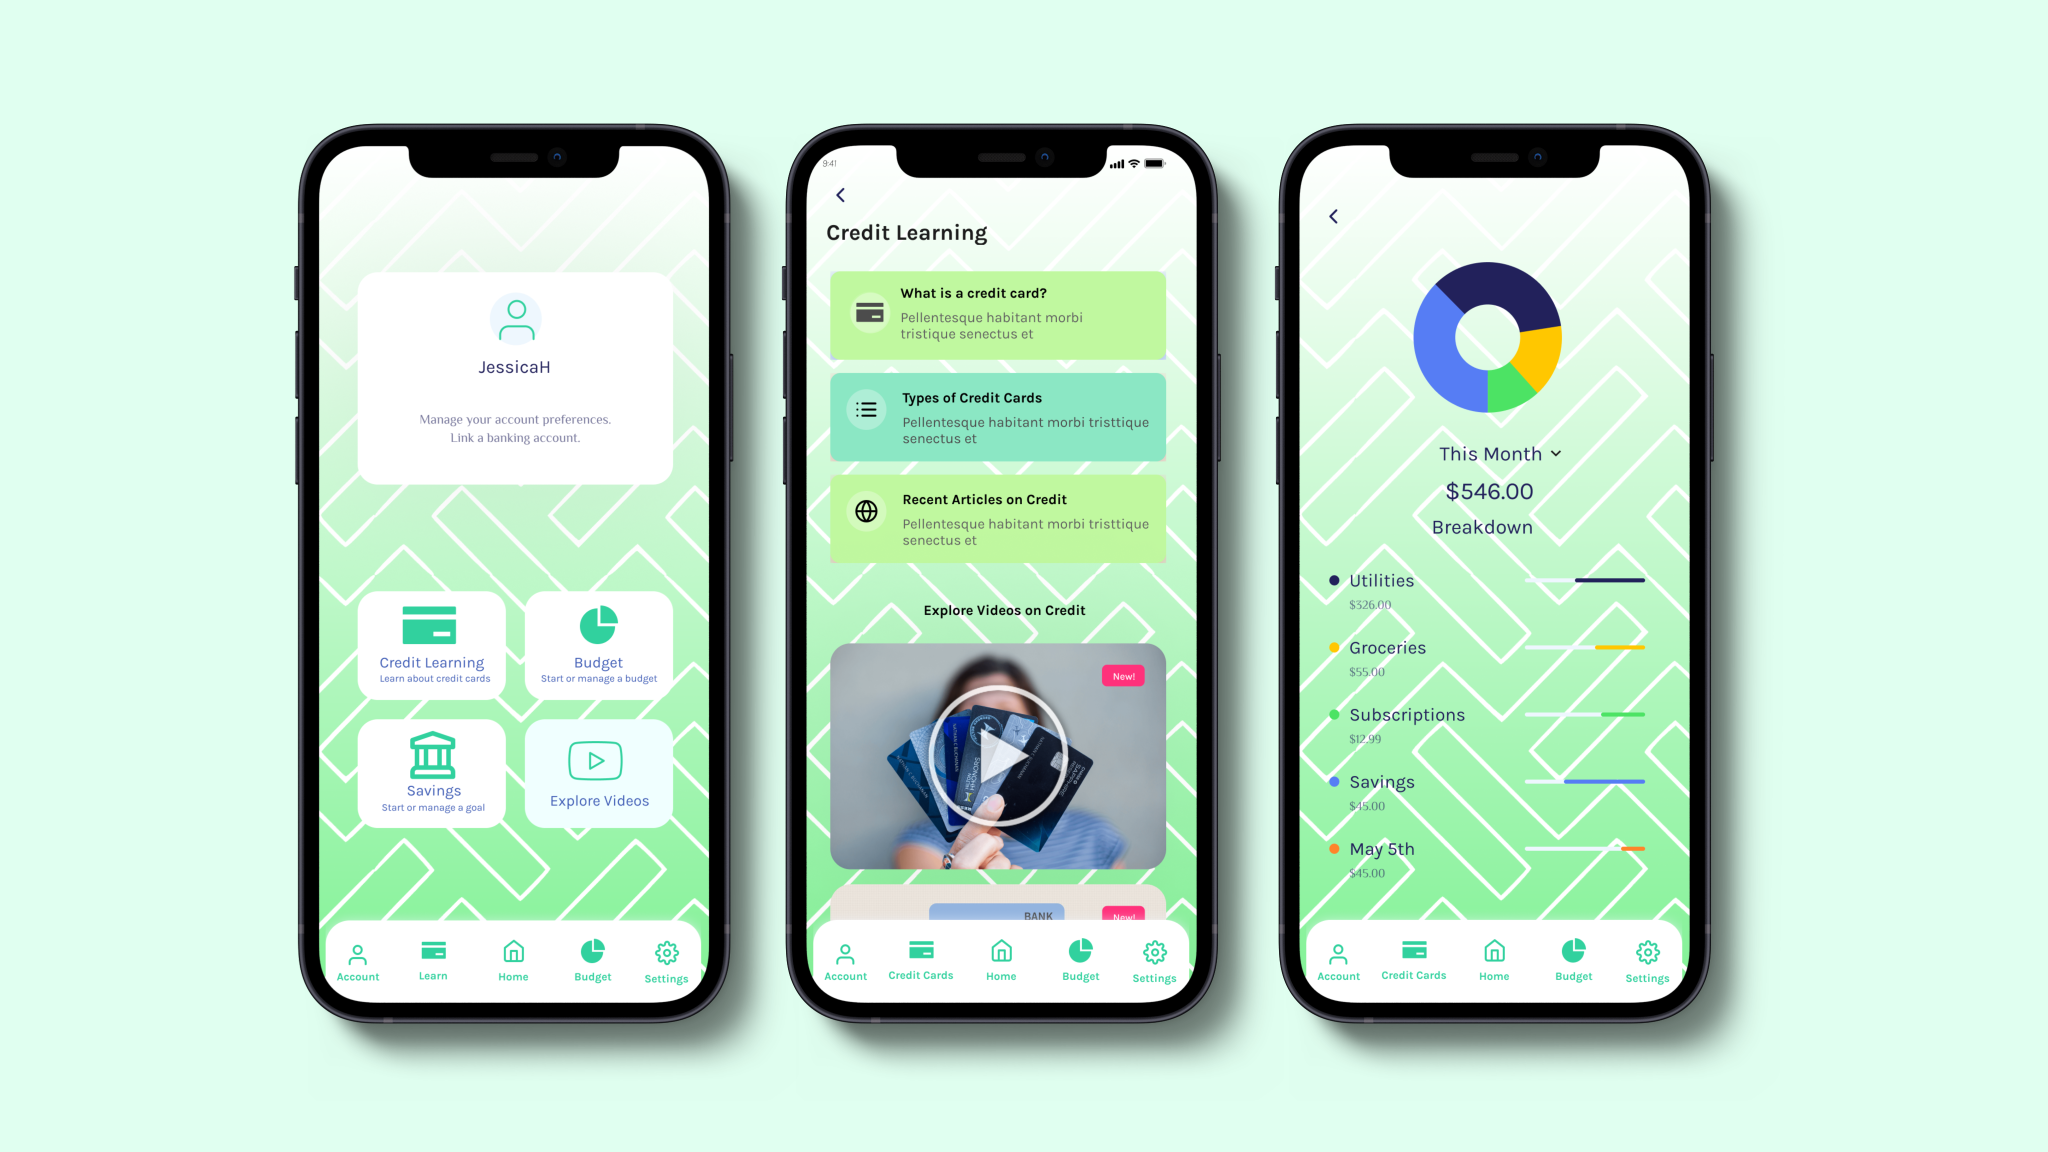 JessicaH
Manage your account preferences.
Link a banking account.
Credit Learning
Learn about credit cards
Budget
Start or manage a budget
Savings
Start or manage a goal
Explore Videos
Account
Learn
Home
Budget
Settings
9:41
Credit Learning
What is a credit card?
Pellentesque habitant morbi
tristique senectus et
Types of Credit Cards
Pellentesque habitant morbi tristtique
senectus et
Recent Articles on Credit
Pellentesque habitant morbi tristtique
senectus et
Explore Videos on Credit
New!
BANK
New!
Account
Credit Cards
Home
Budget
Settings
This Month
$546.00
Breakdown
Utilities
$326.00
Groceries
$55.00
Subscriptions
$12.99
Savings
$45.00
May 5th
$45.00
Account
Credit Cards
Home
Budget
Settings